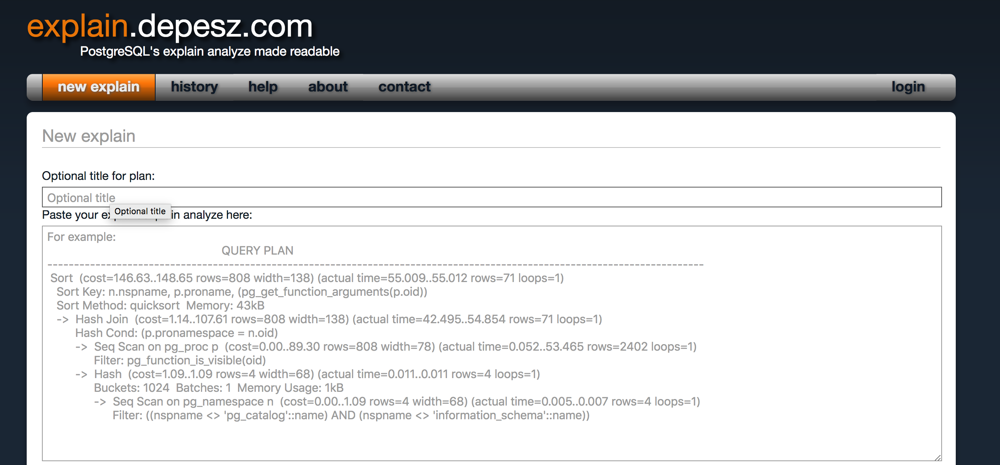 explain.depesz.com
PostgreSQL's explain analyze made readable
new explain history help about contact login
New explain
Optional title for plan:
Optional title
Optional title
Paste your in analyze here:
For example:
QUERY PLAN
---------------------------------------------------------------------------------------------------------------------------
Sort (cost=146.63..148.65 rows=808 width=138) (actual time=55.009..55.012 rows=71 loops=1)
Sort Key: n.nspname, p.proname, (pg_get_function_arguments(p.oid))
Sort Method: quicksort Memory: 43kB
-> Hash Join (cost=1.14..107.61 rows=808 width=138) (actual time=42.495..54.854 rows=71 loops=1)
Hash Cond: (p.pronamespace = n.oid)
-> Seq Scan on pg_proc p (cost=0.00..89.30 rows=808 width=78) (actual time=0.052..53.465 rows=2402 loops=1)
Filter: pg_function_is_visible(oid)
-> Hash (cost=1.09..1.09 rows=4 width=68) (actual time=0.011..0.011 rows=4 loops=1)
Buckets: 1024 Batches: 1 Memory Usage: 1kB
-> Seq Scan on pg_namespace n (cost=0.00..1.09 rows=4 width=68) (actual time=0.005..0.007 rows=4 loops=1)
Filter: ((nspname <> 'pg_catalog'::name) AND (nspname <> 'information_schema'::name))